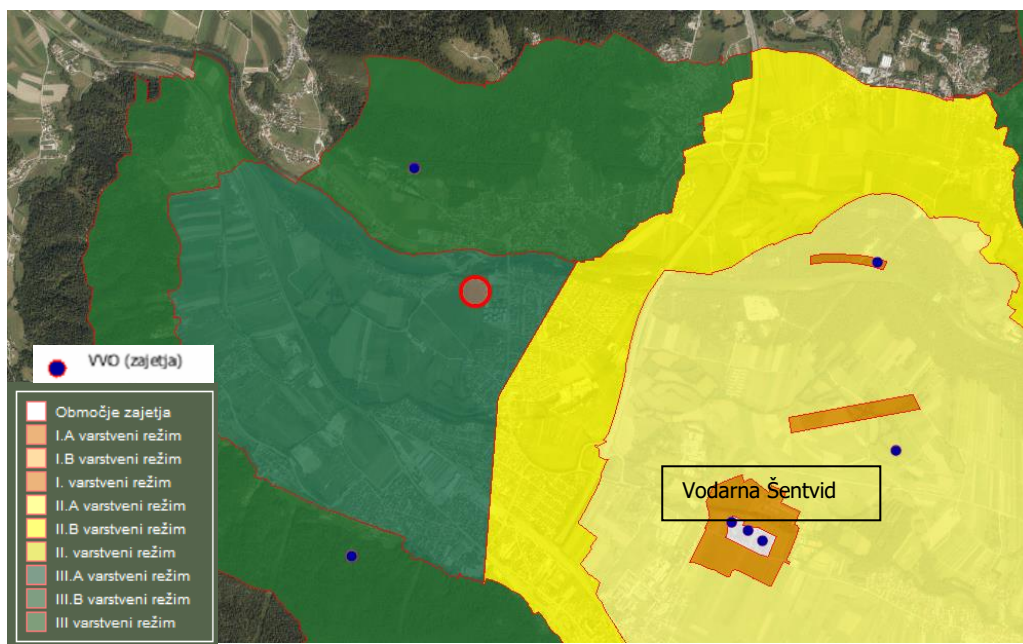 Vodarna Šentvid
VVO (zajetja)
Območje zajetja
I.A varstveni režim
I.B varstveni režim
I. varstveni režim
II.A varstveni režim
II.B varstveni režim
II. varstveni režim
III.A varstveni režim
III.B varstveni režim
III varstveni režim